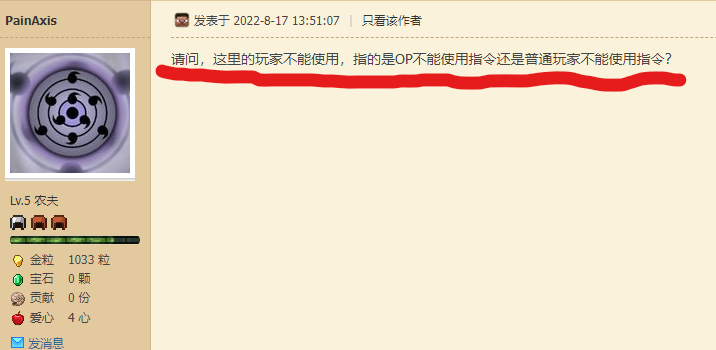 PainAxis
发表于 2022-8-17 13:51:07 | 只看该作者
请问，这里的玩家不能使用，指的是OP不能使用指令还是普通玩家不能使用指令？
Lv.5 农夫
金粒 1033 粒
宝石 0 颗
贡献 0 份
爱心 4 心
发消息